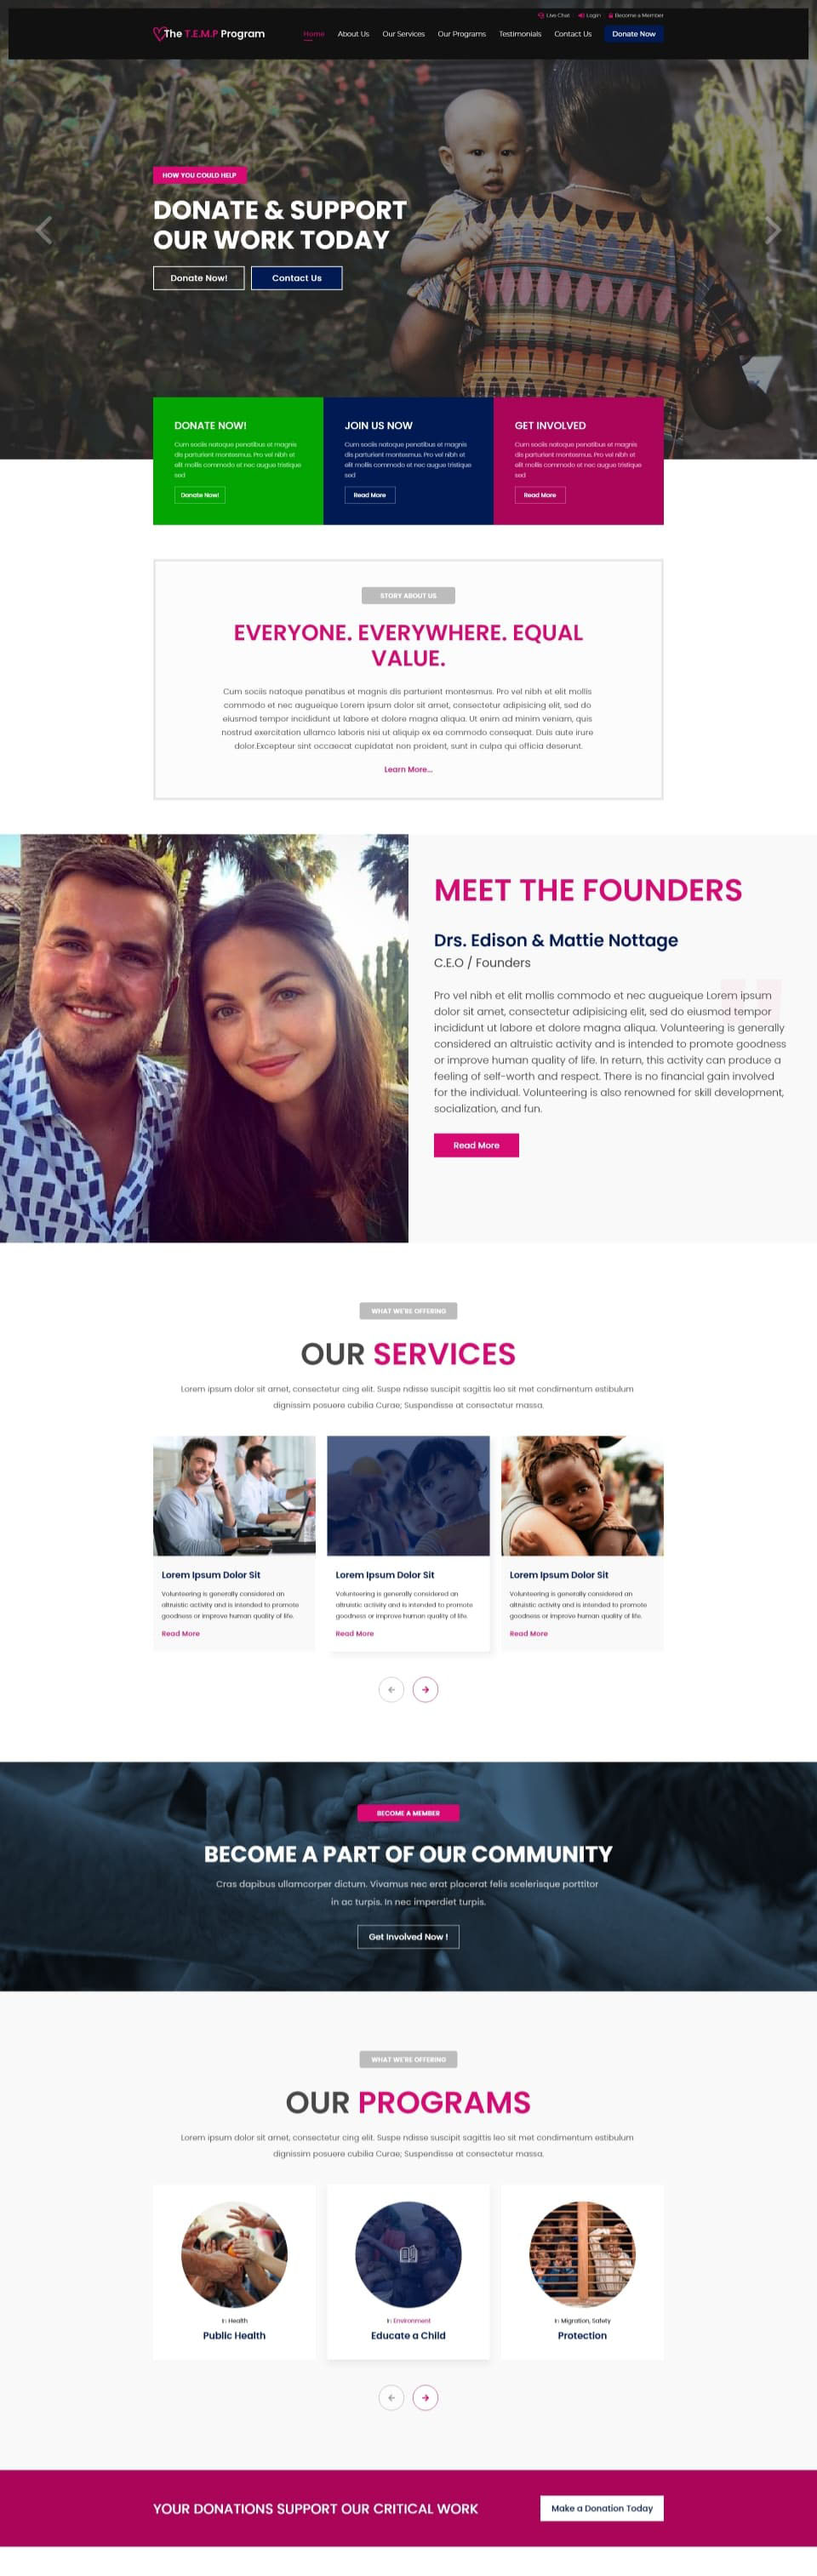 Live Chat Login Become a Member
The T.E.M.P Program
Home About Us Our Services Our Programs Testimonials Contact Us Donate Now
HOW YOU COULD HELP
DONATE & SUPPORT
OUR WORK TODAY
Donate Now! Contact Us
DONATE NOW!
Cum sociis natoque penatibus et magnis
dis parturient montesmus. Pro vel nibh et
elit mollis commodo et nec augue tristique
sed
Donate Now!
JOIN US NOW
Cum sociis natoque penatibus et magnis
dis parturient montesmus. Pro vel nibh et
elit mollis commodo et nec augue tristique
sed
Read More
GET INVOLVED
Cum sociis natoque penatibus et magnis
dis parturient montesmus. Pro vel nibh et
elit mollis commodo et nec augue tristique
sed
Read More
STORY ABOUT US
EVERYONE. EVERYWHERE. EQUAL
VALUE.
Cum sociis natoque penatibus et magnis dis parturient montesmus. Pro vel nibh et elit mollis
commodo et nec augueique Lorem ipsum dolor sit amet, consectetur adipisicing elit, sed do
eiusmod tempor incididunt ut labore et dolore magna aliqua. Ut enim ad minim veniam, quis
nostrud exercitation ullamco laboris nisi ut aliquip ex ea commodo consequat. Duis aute irure
dolor.Excepteur sint occaecat cupidatat non proident, sunt in culpa qui officia deserunt.
Learn More...
MEET THE FOUNDERS
Drs. Edison & Mattie Nottage
C.E.O / Founders
Pro vel nibh et elit mollis commodo et nec augueique Lorem ipsum
dolor sit amet, consectetur adipisicing elit, sed do eiusmod tempor
incididunt ut labore et dolore magna aliqua. Volunteering is generally
considered an altruistic activity and is intended to promote goodness
or improve human quality of life. In return, this activity can produce a
feeling of self-worth and respect. There is no financial gain involved
for the individual. Volunteering is also renowned for skill development,
socialization, and fun.
Read More
WHAT WE'RE OFFERING
OUR SERVICES
Lorem ipsum dolor sit amet, consectetur cing elit. Suspe ndisse suscipit sagittis leo sit met condimentum estibulum
dignissim posuere cubilia Curae; Suspendisse at consectetur massa.
Lorem Ipsum Dolor Sit
Volunteering is generally considered an
altruistic activity and is intended to promote
goodness or improve human quality of life.
Read More
Lorem Ipsum Dolor Sit
Volunteering is generally considered an
altruistic activity and is intended to promote
goodness or improve human quality of life.
Read More
Lorem Ipsum Dolor Sit
Volunteering is generally considered an
altruistic activity and is intended to promote
goodness or improve human quality of life.
Read More
BECOME A MEMBER
BECOME A PART OF OUR COMMUNITY
Cras dapibus ullamcorper dictum. Vivamus nec erat placerat felis scelerisque porttitor
in ac turpis. In nec imperdiet turpis.
Get Involved Now !
WHAT WE'RE OFFERING
OUR PROGRAMS
Lorem ipsum dolor sit amet, consectetur cing elit. Suspe ndisse suscipit sagittis leo sit met condimentum estibulum
dignissim posuere cubilia Curae; Suspendisse at consectetur massa.
In Health
Public Health
In Environment
Educate a Child
In Migration, Safety
Protection
YOUR DONATIONS SUPPORT OUR CRITICAL WORK
Make a Donation Today